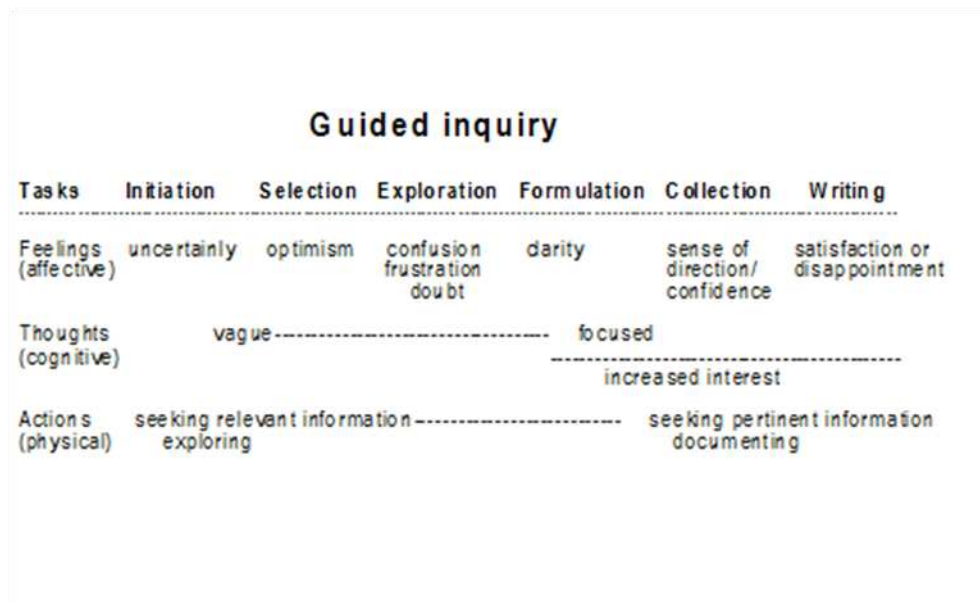 Guided inquiry
Tasks Initiation Selection Exploration Formulation Collection Writing
Feelings uncertainly optimism confusion clarity sense of satisfaction or
(affective) frustration direction/ disappointment
doubt confidence
Thoughts vague focused
(cognitive)
increased interest
Actions seeking relevant information seeking pertinent information
(physical) exploring documenting